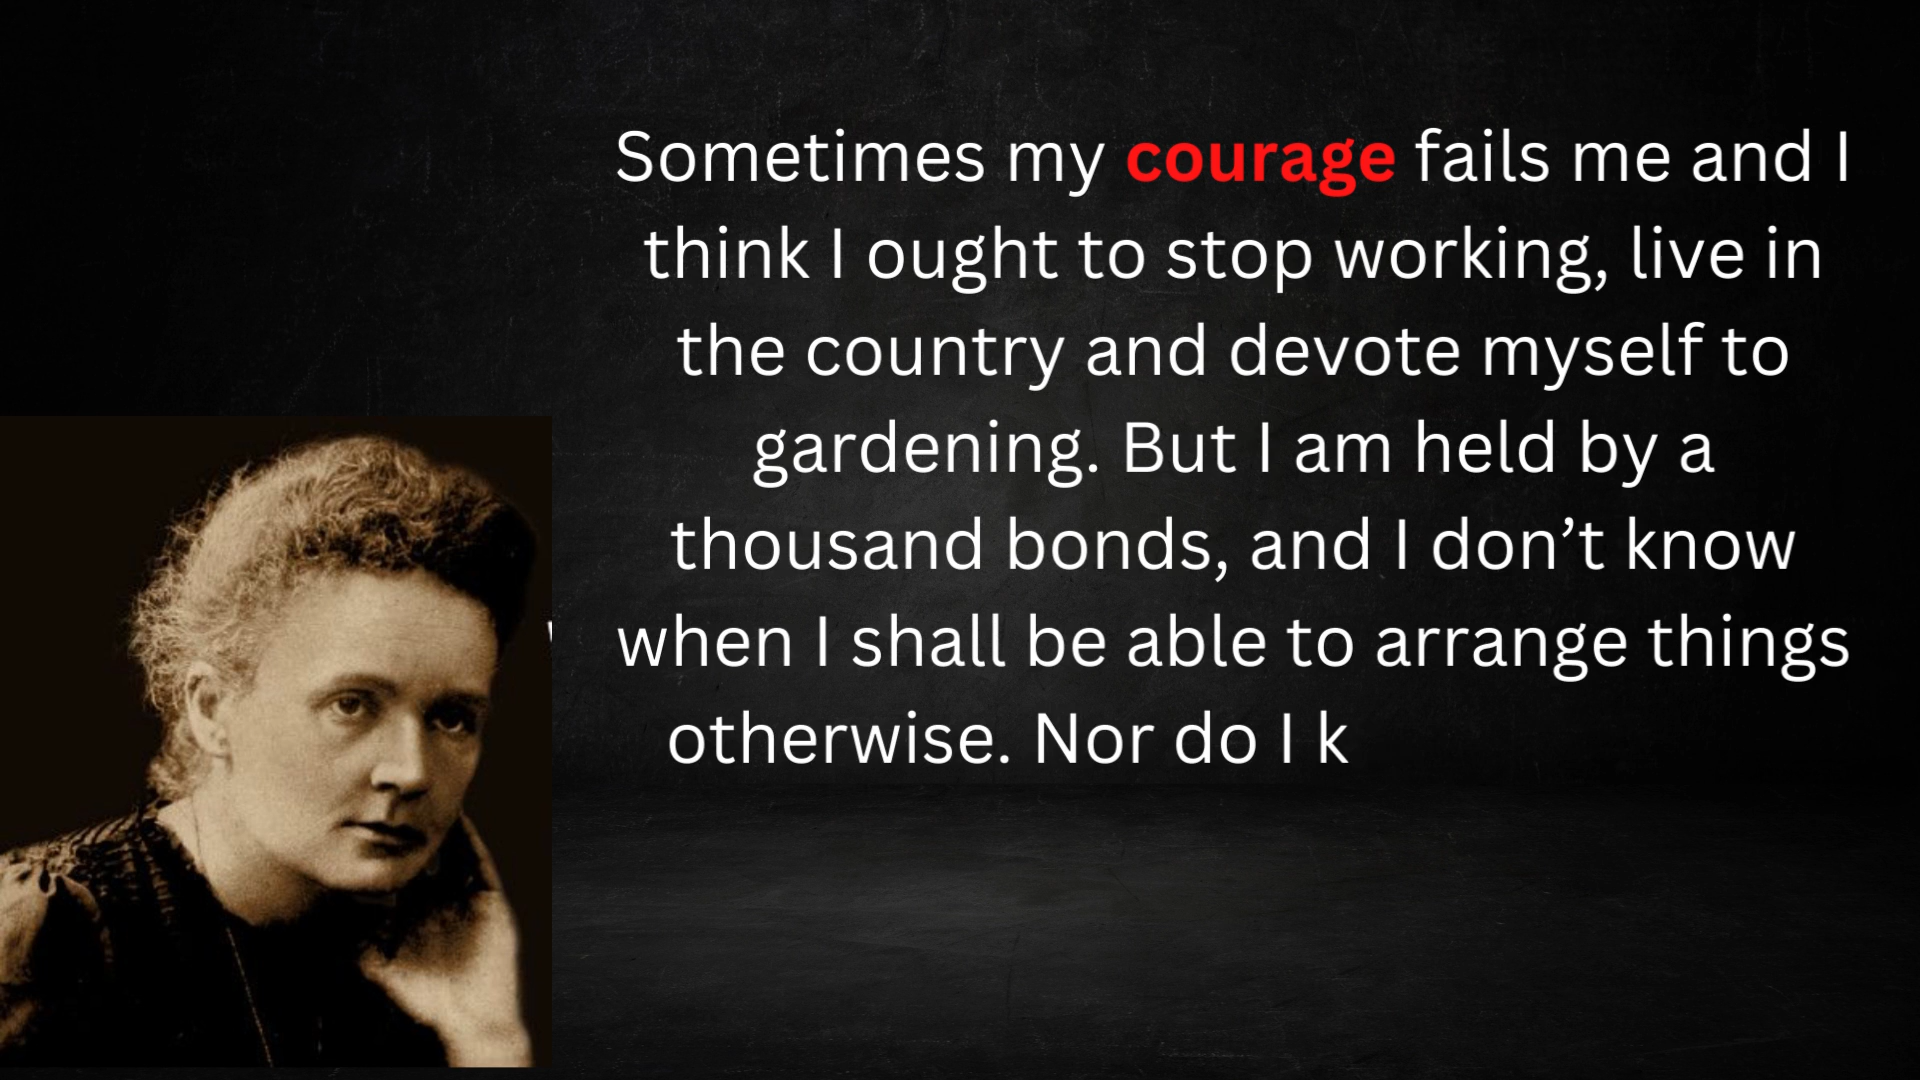 Sometimes my courage fails me and I
think I ought to stop working, live in
the country and devote myself to
gardening. But I am held by a
thousand bonds, and I don’t know
when I shall be able to arrange things
otherwise. Nor do I k